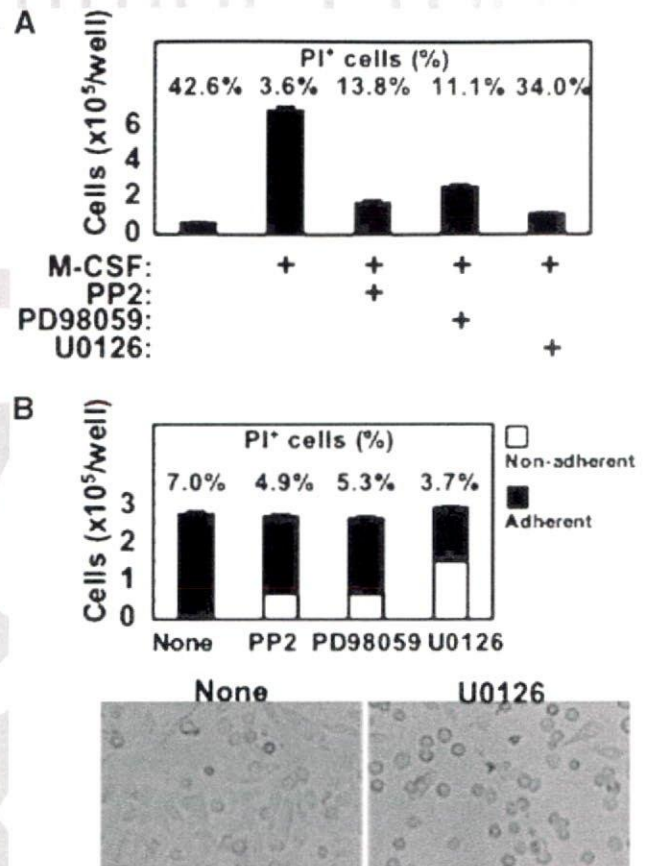 A
PI+ cells (%)
42.6% 3.6% 13.8% 11.1% 34.0%
Cells (x10⁵/well)
6
4
2
0
M-CSF: + + + +
PP2: +
PD98059: +
U0126: +
B
PI+ cells (%)
7.0% 4.9% 5.3% 3.7%
Cells (x10⁵/well)
3
2
1
0
None PP2 PD98059 U0126
Non-adherent
Adherent
None U0126